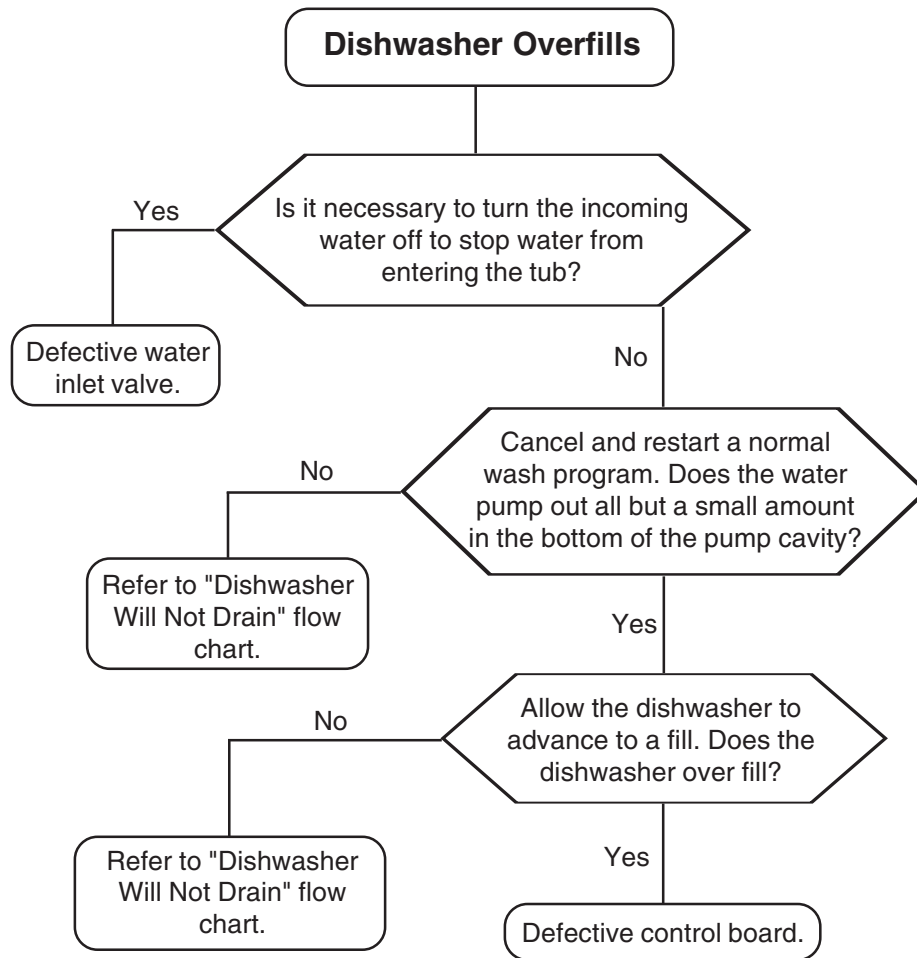 Dishwasher Overfills
Yes
Is it necessary to turn the incoming
water off to stop water from
entering the tub?
Defective water
inlet valve.
No
No
Cancel and restart a normal
wash program. Does the water
pump out all but a small amount
in the bottom of the pump cavity?
Refer to "Dishwasher
Will Not Drain" flow
chart.
Yes
No
Allow the dishwasher to
advance to a fill. Does the
dishwasher over fill?
Refer to "Dishwasher
Will Not Drain" flow
chart.
Yes
Defective control board.